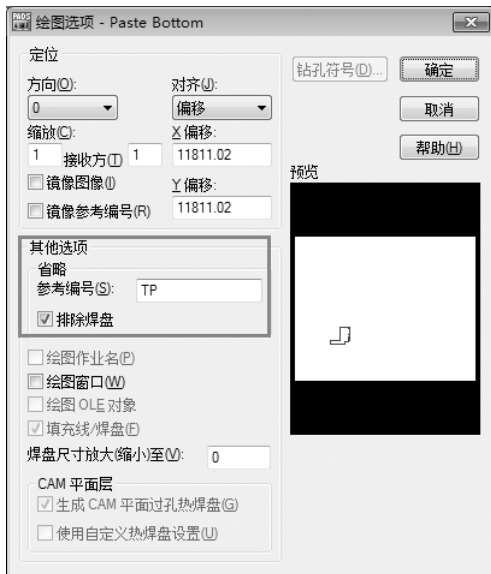 PADS 绘图选项 - Paste Bottom
定位
方向(O):
0
对齐(J):
偏移
缩放(C):
1 接收方(T) 1
X 偏移:
11811.02
镜像图像(I)
Y 偏移:
镜像参考编号(R)
11811.02
其他选项
省略
参考编号(S): TP
排除焊盘
绘图作业名(P)
绘图窗口(W)
绘图 OLE 对象
填充线/焊盘(F)
焊盘尺寸放大(缩小)至(V): 0
CAM 平面层
生成 CAM 平面过孔热焊盘(G)
使用自定义热焊盘设置(U)
钻孔符号(D)...
确定
取消
帮助(H)
预览